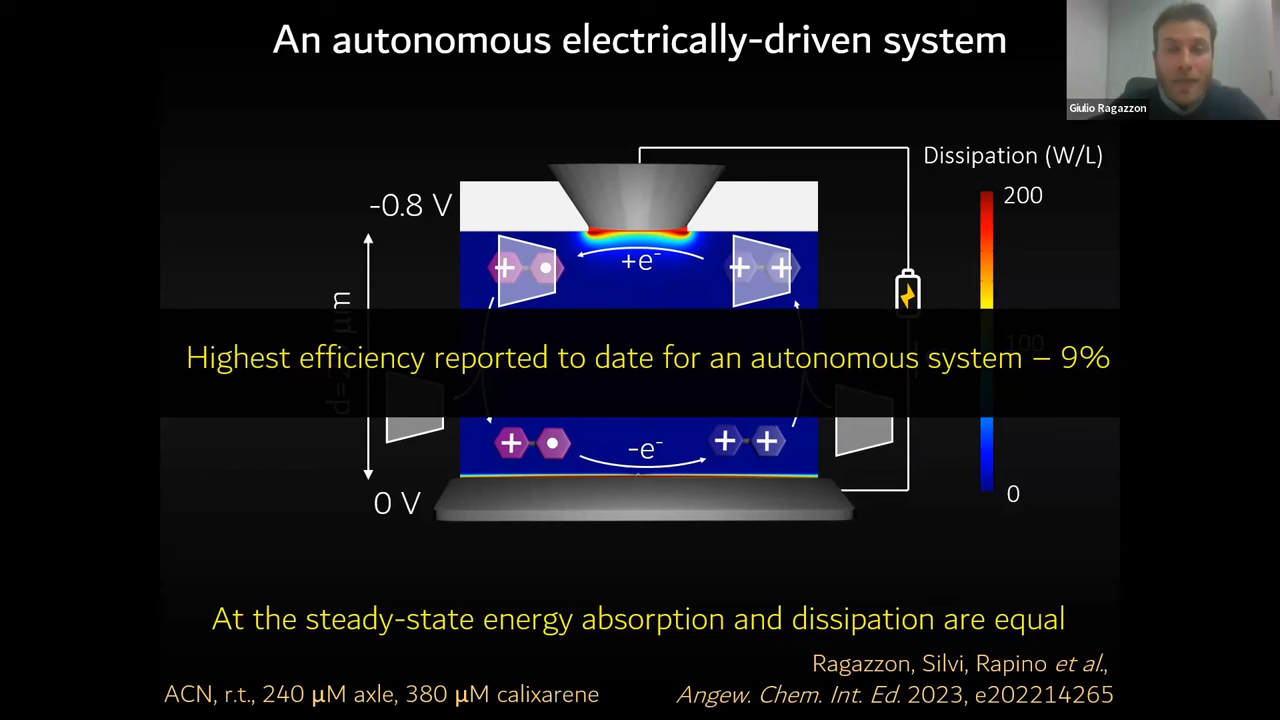 An autonomous electrically-driven system
Giulio Ragazzon
Dissipation (W/L)
200
-0.8 V
+ •
+e⁻
+ +
µm
100
Highest efficiency reported to date for an autonomous system – 9%
d=
+ •
-e⁻
+ +
0 V
0
At the steady-state energy absorption and dissipation are equal
Ragazzon, Silvi, Rapino et al.,
ACN, r.t., 240 µM axle, 380 µM calixarene
Angew. Chem. Int. Ed. 2023, e202214265